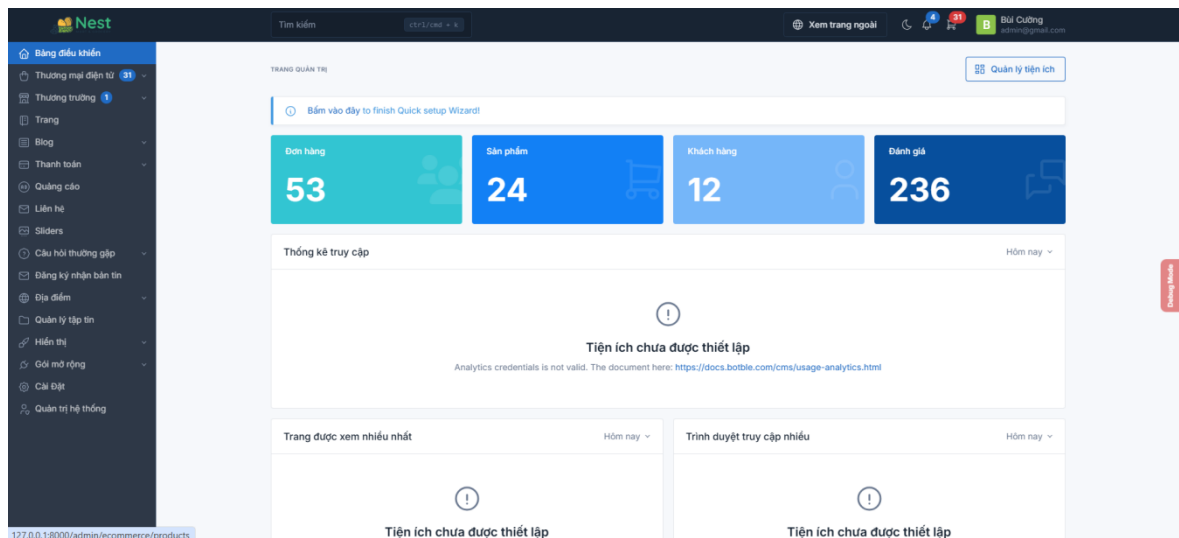 Nest
Tìm kiếm
ctrl/cmd + k
Xem trang ngoài
4
31
B
Bùi Cường
admin@gmail.com
Bảng điều khiển
Thương mại điện tử 31
Thương trường 1
Trang
Blog
Thanh toán
Quảng cáo
Liên hệ
Sliders
Câu hỏi thường gặp
Đăng ký nhận bản tin
Địa điểm
Quản lý tập tin
Hiển thị
Gói mở rộng
Cài Đặt
Quản trị hệ thống
127.0.0.1:8000/admin/ecommerce/products
TRANG QUẢN TRỊ
Quản lý tiện ích
Bấm vào đây to finish Quick setup Wizard!
Đơn hàng
53
Sản phẩm
24
Khách hàng
12
Đánh giá
236
Thống kê truy cập
Hôm nay
Tiện ích chưa được thiết lập
Analytics credentials is not valid. The document here: https://docs.botble.com/cms/usage-analytics.html
Trang được xem nhiều nhất
Hôm nay
Tiện ích chưa được thiết lập
Trình duyệt truy cập nhiều
Hôm nay
Tiện ích chưa được thiết lập
Debug Mode